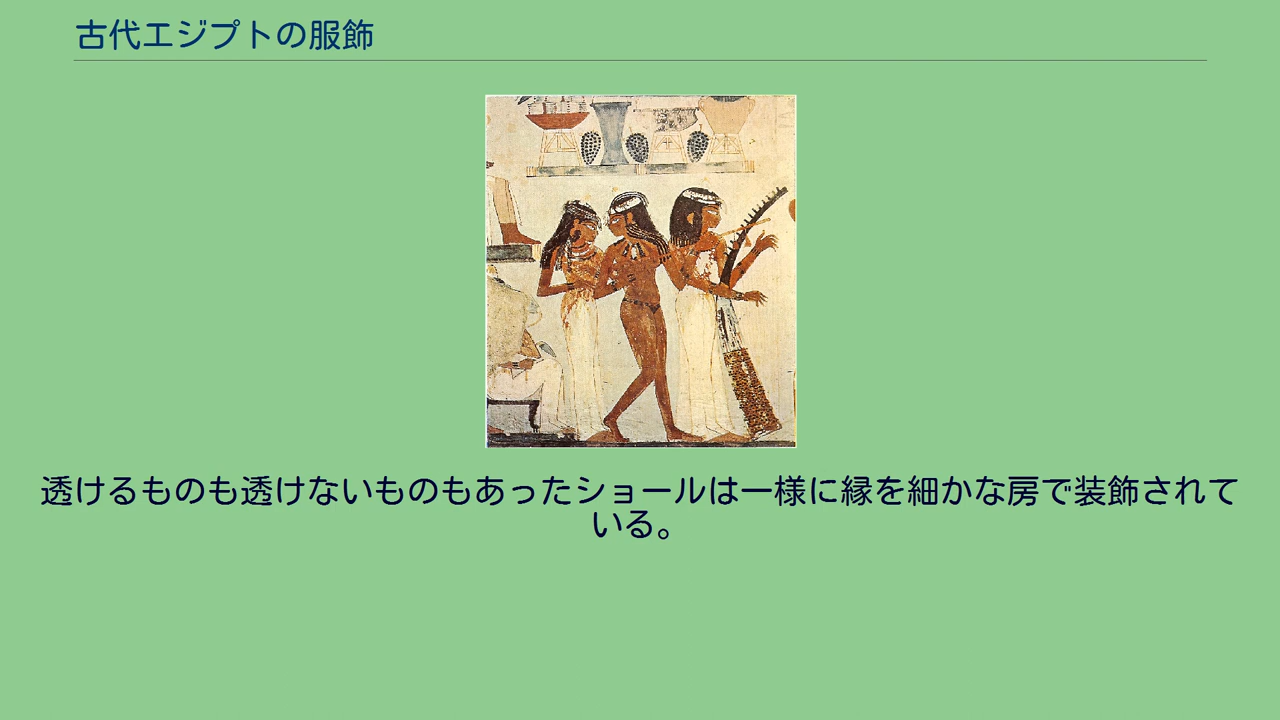 古代エジプトの服飾
透けるものも透けないものもあったショールは一様に縁を細かな房で装飾されて
いる。